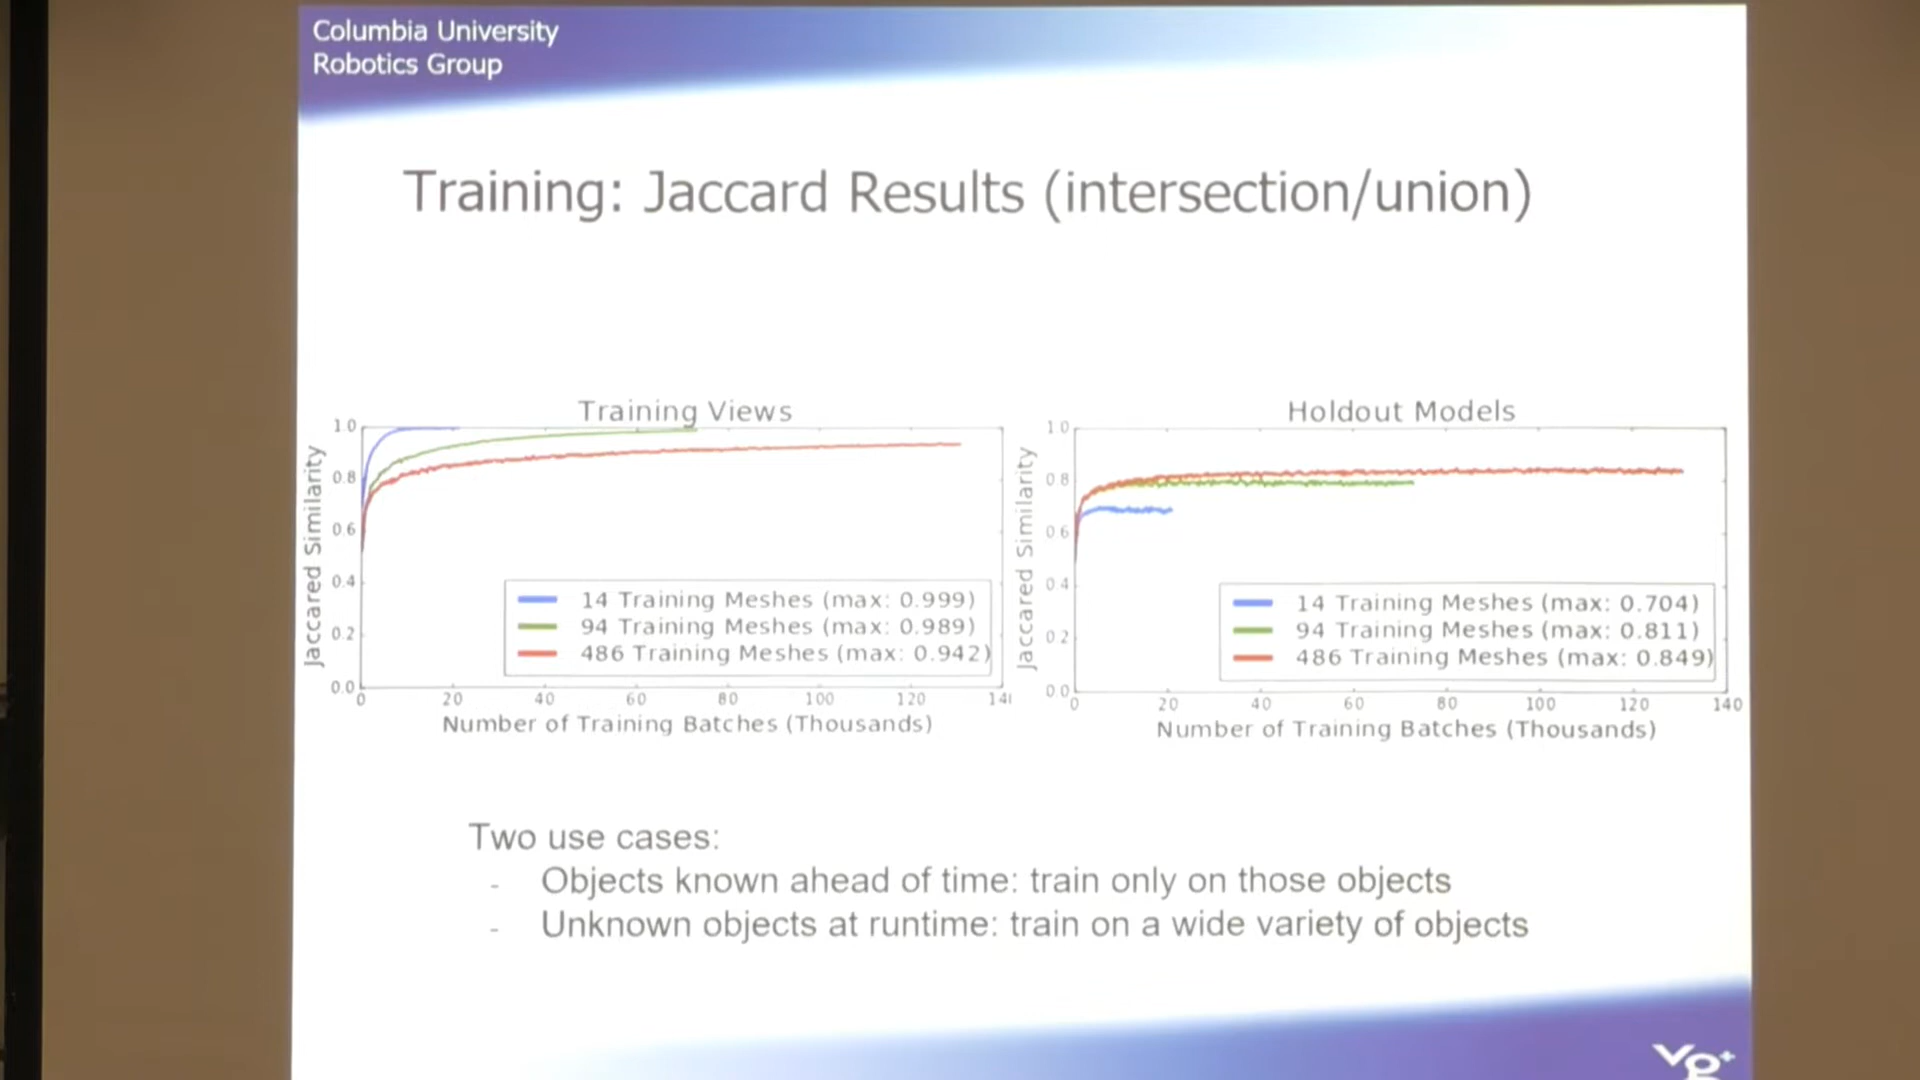 Columbia University
Robotics Group
Training: Jaccard Results (intersection/union)
Training Views
Jaccared Similarity
1.0
0.8
0.6
0.4
0.2
0.0
14 Training Meshes (max: 0.999)
94 Training Meshes (max: 0.989)
486 Training Meshes (max: 0.942)
0 20 40 60 80 100 120 14
Number of Training Batches (Thousands)
Holdout Models
Jaccared Similarity
1.0
0.8
0.6
0.4
0.2
0.0
14 Training Meshes (max: 0.704)
94 Training Meshes (max: 0.811)
486 Training Meshes (max: 0.849)
0 20 40 60 80 100 120 140
Number of Training Batches (Thousands)
Two use cases:
- Objects known ahead of time: train only on those objects
- Unknown objects at runtime: train on a wide variety of objects